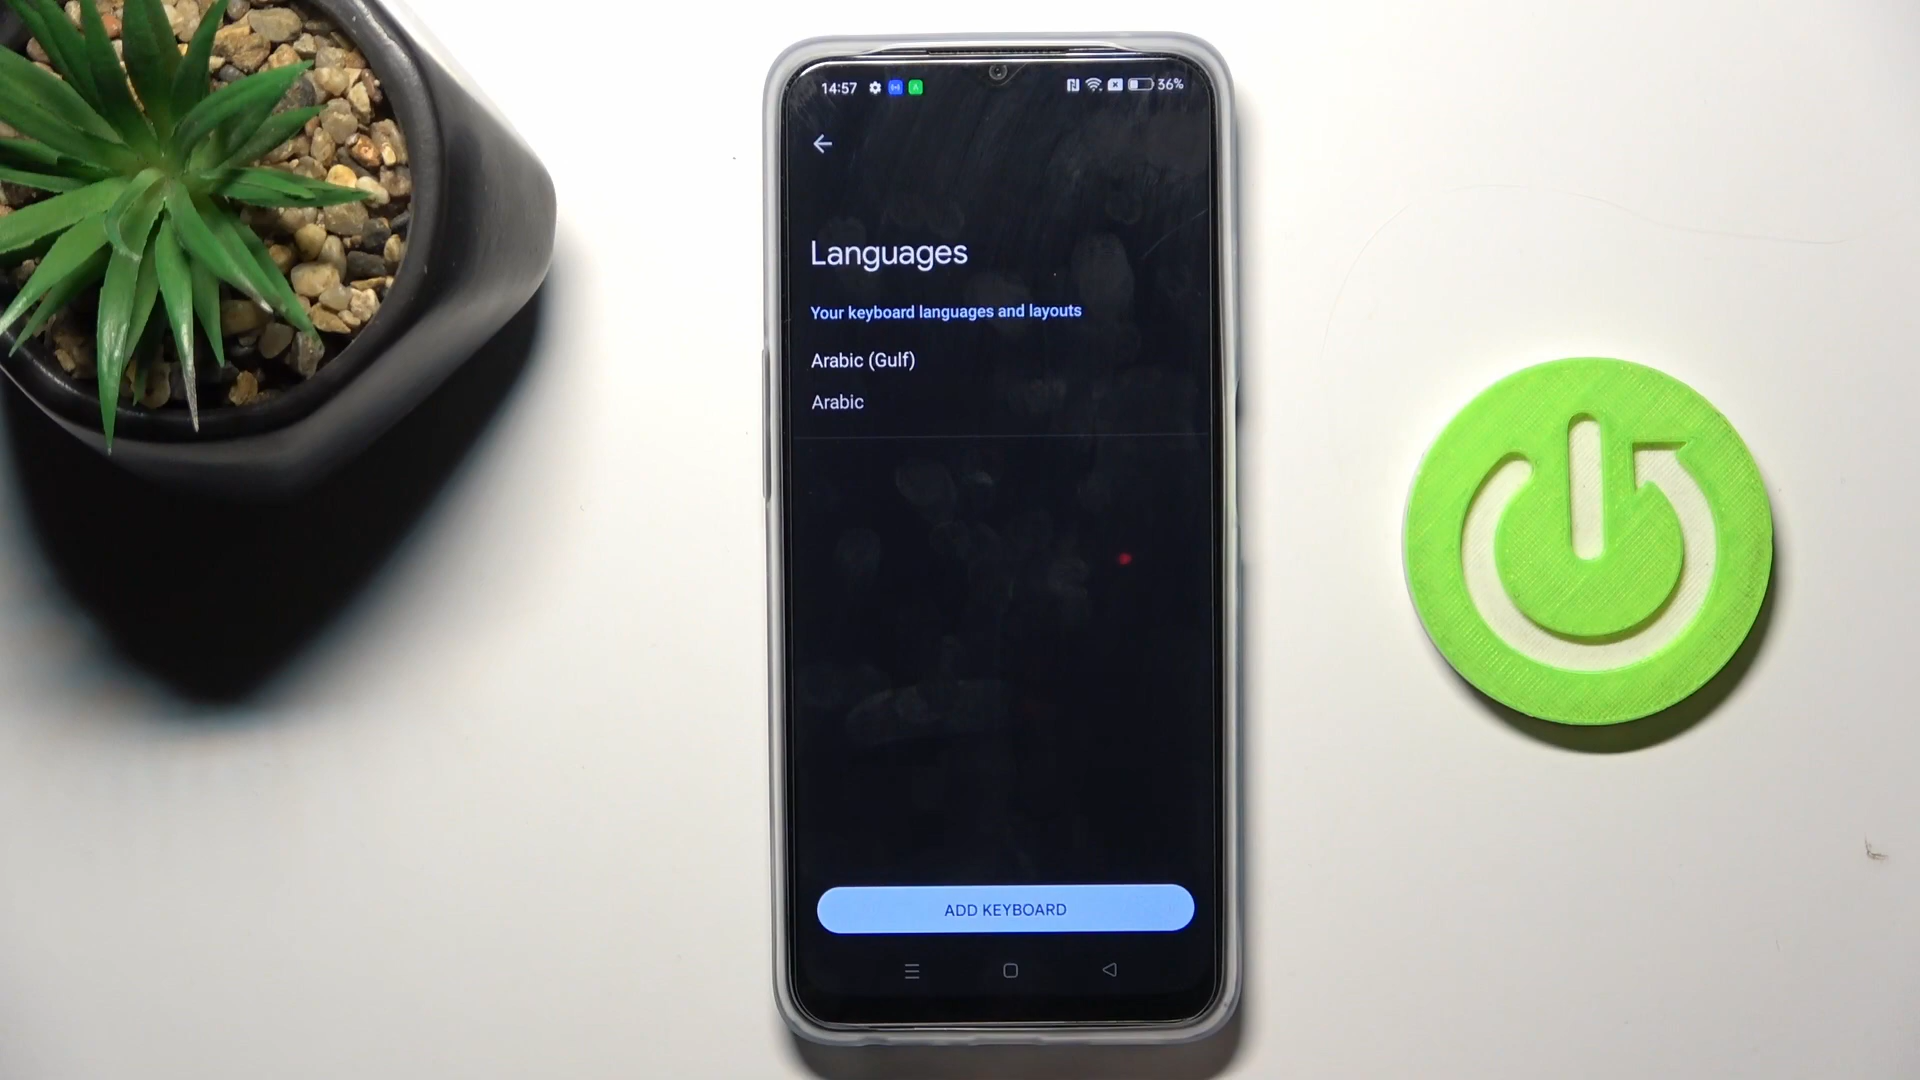 14:57 36%
Languages
Your keyboard languages and layouts
Arabic (Gulf)
Arabic
ADD KEYBOARD